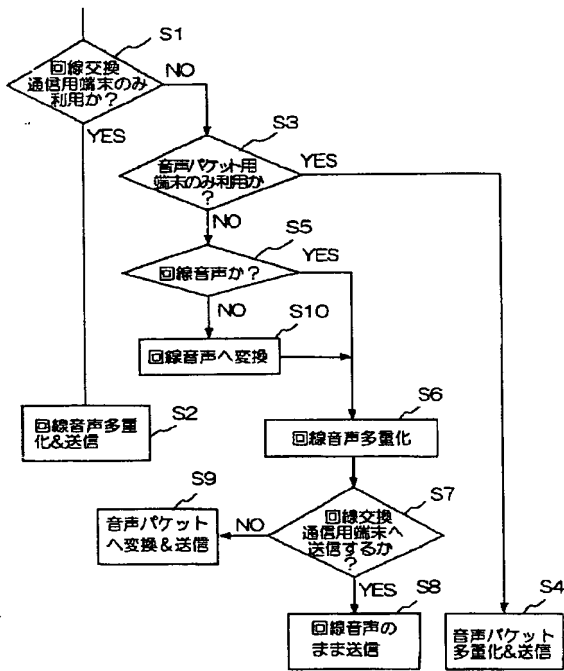 S1
回線交換
通信用端末のみ
利用か？
NO
YES
S3
音声パケット用
端末のみ利用か
？
YES
NO
S5
回線音声か？
YES
NO
S10
回線音声へ変換
S2
回線音声多重
化&送信
S6
回線音声多重化
S7
回線交換
通信用端末へ
送信するか
？
NO
S9
音声パケット
へ変換&送信
YES
S8
回線音声の
まま送信
S4
音声パケット
多重化&送信